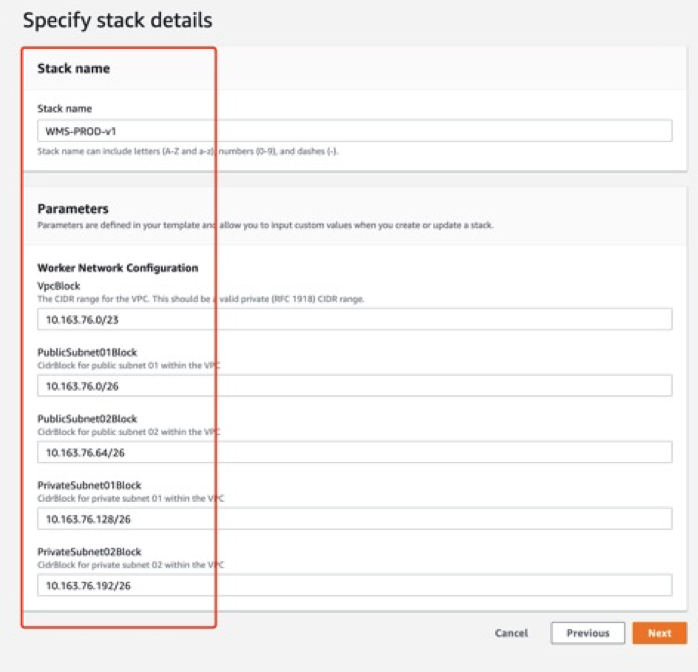 Specify stack details
Stack name
Stack name
WMS-PROD-v1
Stack name can include letters (A-Z and a-z), numbers (0-9), and dashes (-).
Parameters
Parameters are defined in your template and allow you to input custom values when you create or update a stack.
Worker Network Configuration
VpcBlock
The CIDR range for the VPC. This should be a valid private (RFC 1918) CIDR range.
10.163.76.0/23
PublicSubnet01Block
CidrBlock for public subnet 01 within the VPC
10.163.76.0/26
PublicSubnet02Block
CidrBlock for public subnet 02 within the VPC
10.163.76.64/26
PrivateSubnet01Block
CidrBlock for private subnet 01 within the VPC
10.163.76.128/26
PrivateSubnet02Block
CidrBlock for private subnet 02 within the VPC
10.163.76.192/26
Cancel Previous Next